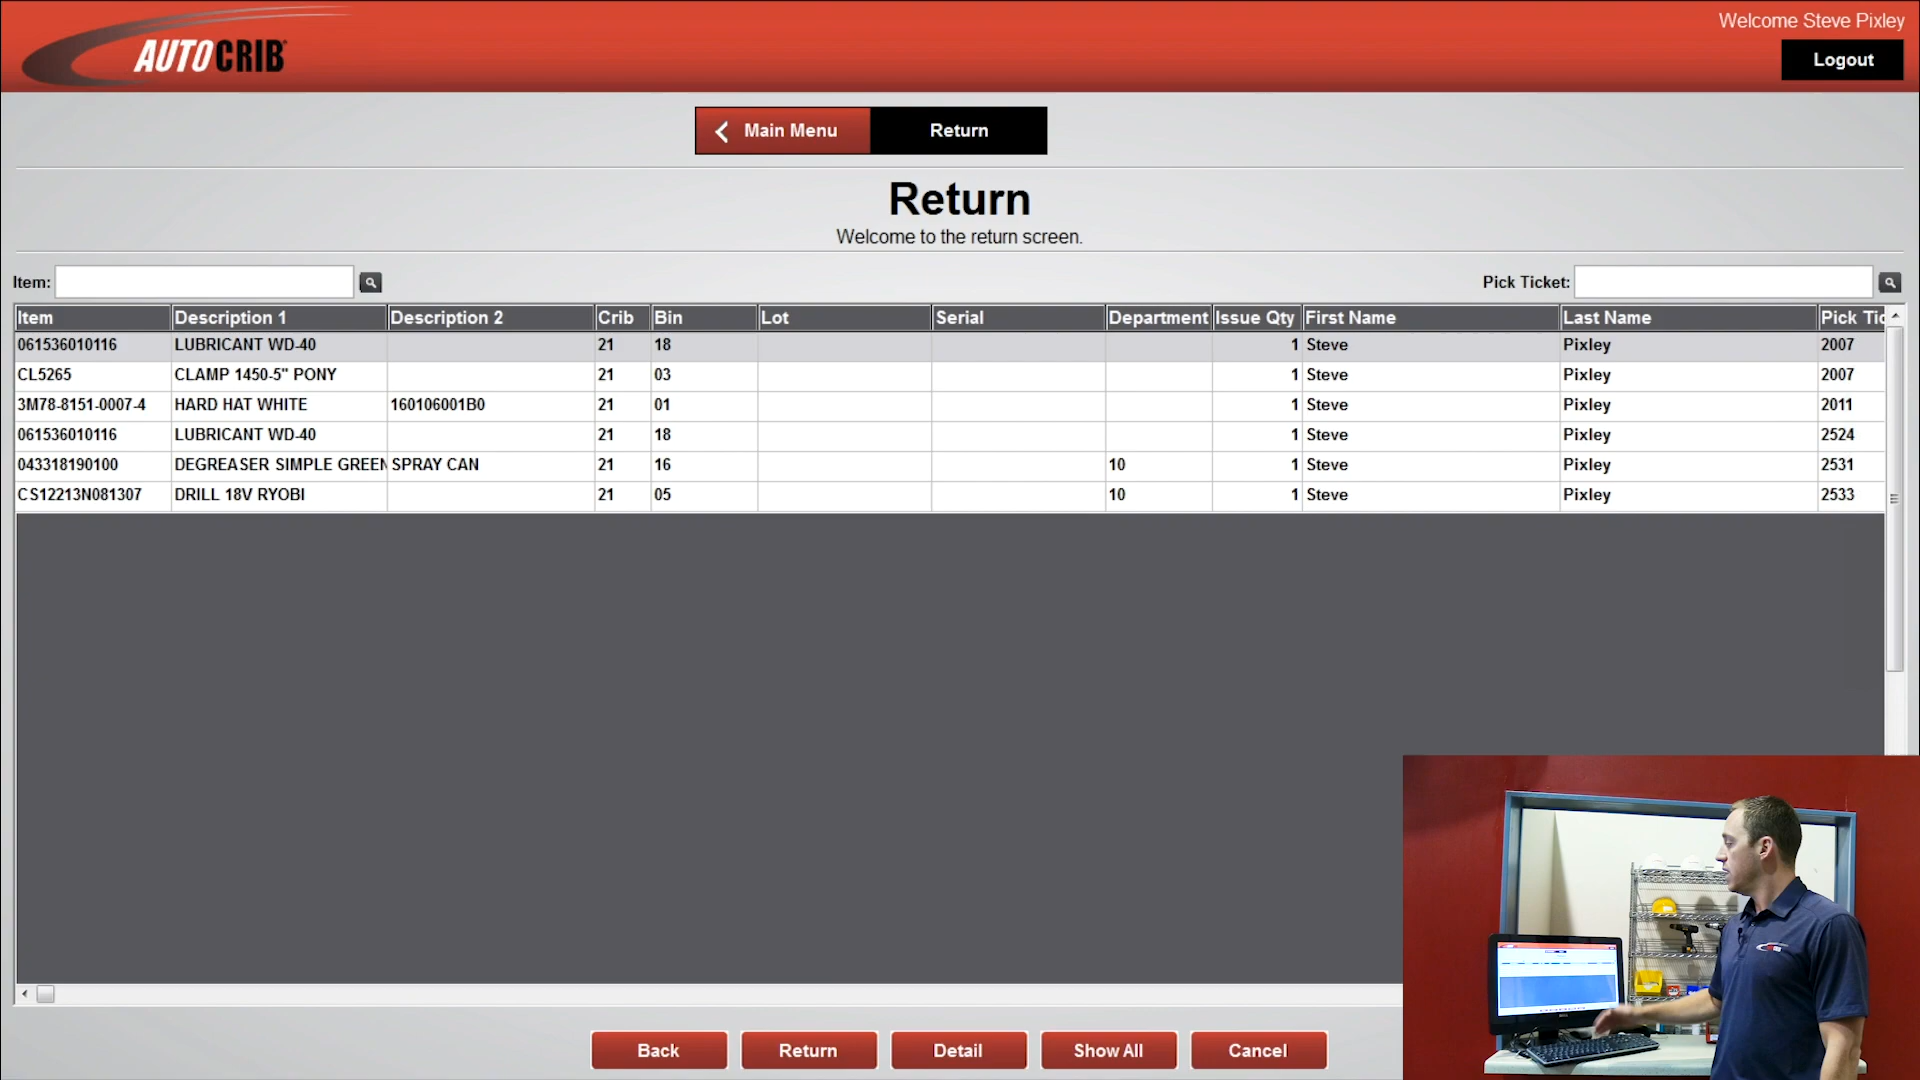 AUTOCRIB
Welcome Steve Pixley
Logout
Main Menu
Return
Return
Welcome to the return screen.
Item:
Pick Ticket:
Item Description 1 Description 2 Crib Bin Lot Serial Department Issue Qty First Name Last Name Pick Tic
061536010116 LUBRICANT WD-40 21 18 1 Steve Pixley 2007
CL5265 CLAMP 1450-5" PONY 21 03 1 Steve Pixley 2007
3M78-8151-0007-4 HARD HAT WHITE 160106001B0 21 01 1 Steve Pixley 2011
061536010116 LUBRICANT WD-40 21 18 1 Steve Pixley 2524
043318190100 DEGREASER SIMPLE GREEN SPRAY CAN 21 16 10 1 Steve Pixley 2531
CS12213N081307 DRILL 18V RYOBI 21 05 10 1 Steve Pixley 2533
Back Return Detail Show All Cancel